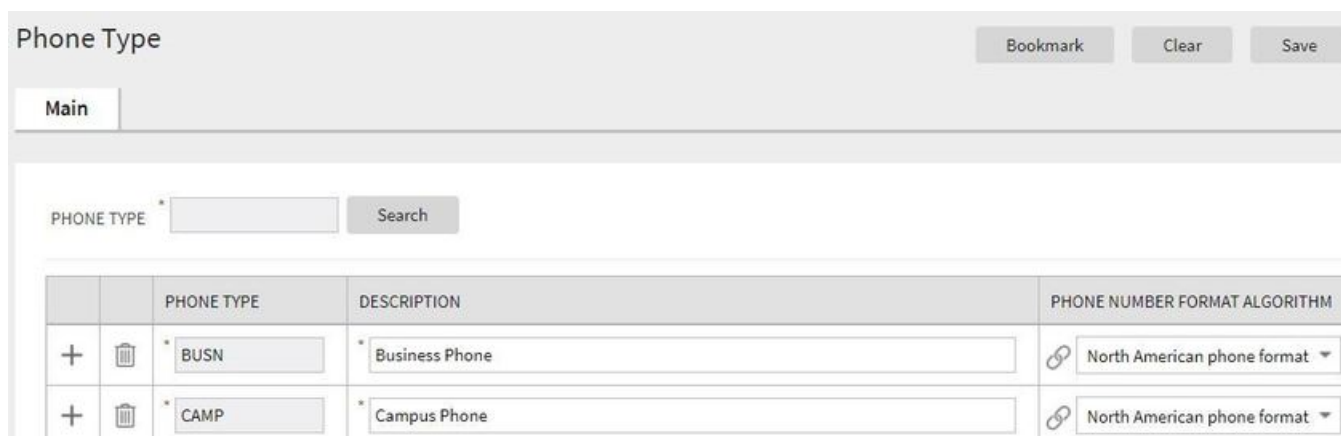 Phone Type
Bookmark Clear Save
Main
PHONE TYPE * Search
PHONE TYPE DESCRIPTION PHONE NUMBER FORMAT ALGORITHM
* BUSN * Business Phone North American phone format
* CAMP * Campus Phone North American phone format